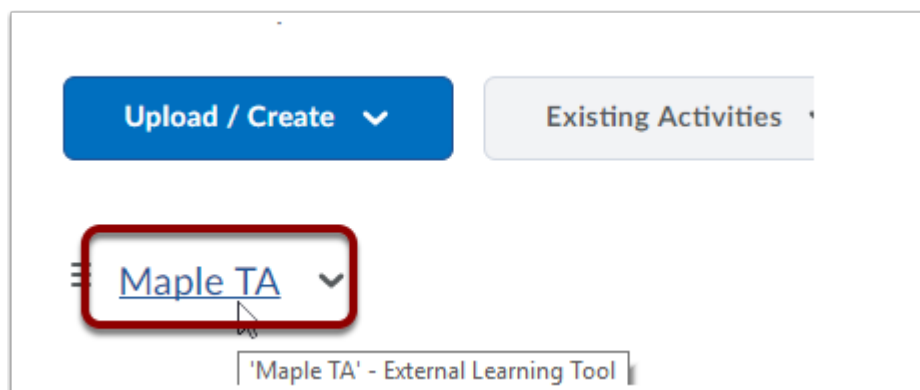 Upload / Create Existing Activities
Maple TA
'Maple TA' - External Learning Tool